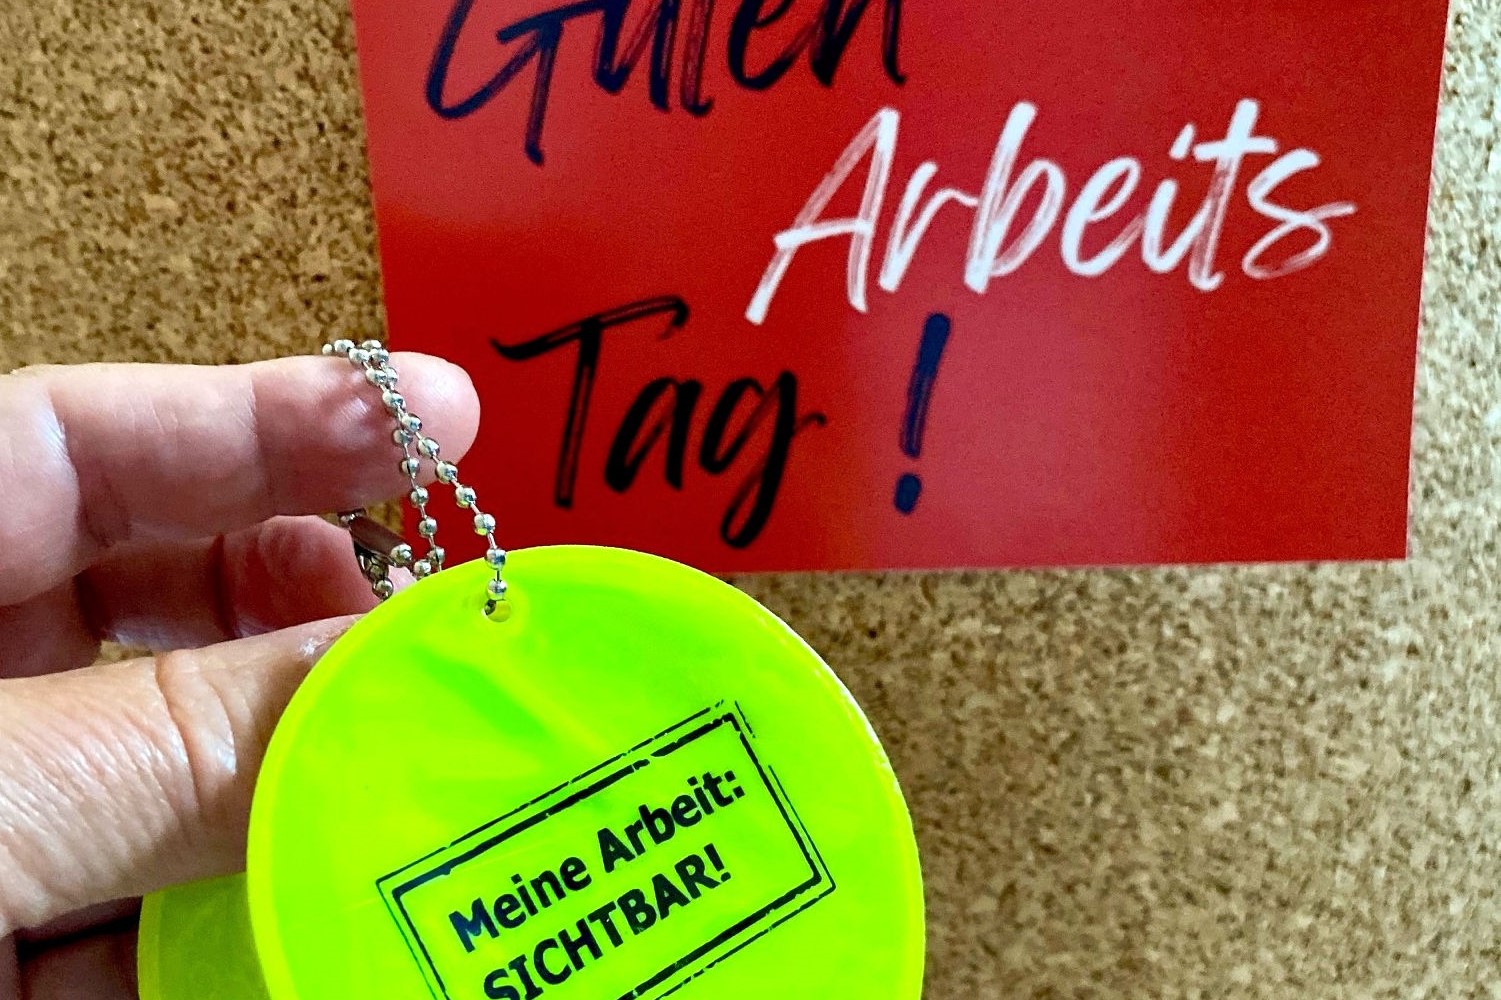 Guten
Arbeits
Tag!
Meine Arbeit:
SICHTBAR!